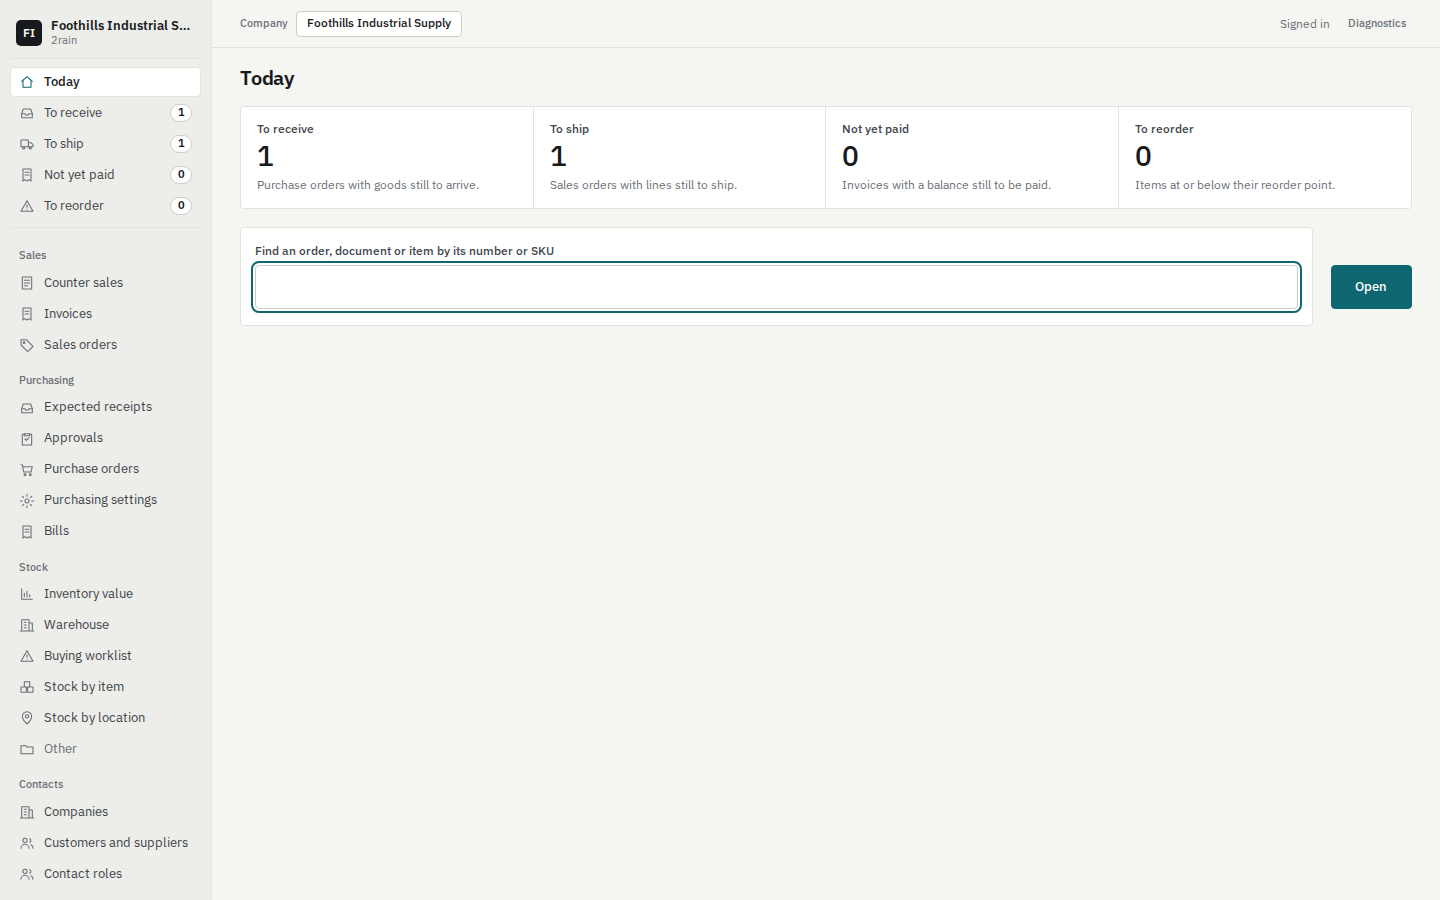 FI
Foothills Industrial S...
2rain
Today
To receive 1
To ship 1
Not yet paid 0
To reorder 0
Sales
Counter sales
Invoices
Sales orders
Purchasing
Expected receipts
Approvals
Purchase orders
Purchasing settings
Bills
Stock
Inventory value
Warehouse
Buying worklist
Stock by item
Stock by location
Other
Contacts
Companies
Customers and suppliers
Contact roles
Company Foothills Industrial Supply
Signed in Diagnostics
Today
To receive
1
Purchase orders with goods still to arrive.
To ship
1
Sales orders with lines still to ship.
Not yet paid
0
Invoices with a balance still to be paid.
To reorder
0
Items at or below their reorder point.
Find an order, document or item by its number or SKU
Open